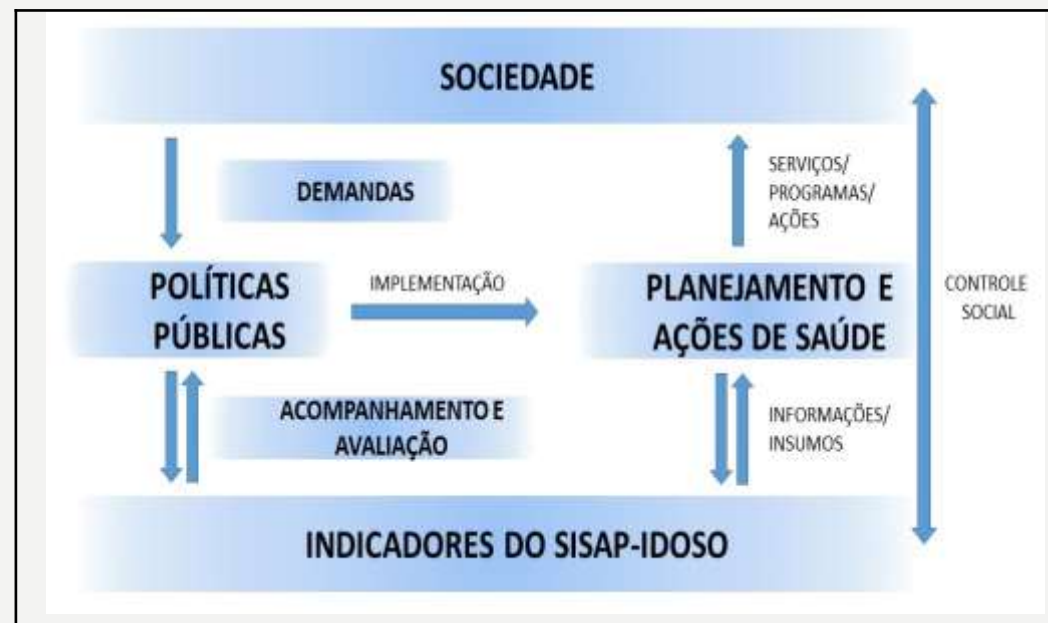 SOCIEDADE
DEMANDAS
SERVIÇOS/
PROGRAMAS/
AÇÕES
POLÍTICAS
PÚBLICAS
IMPLEMENTAÇÃO
PLANEJAMENTO E
AÇÕES DE SAÚDE
CONTROLE
SOCIAL
ACOMPANHAMENTO E
AVALIAÇÃO
INFORMAÇÕES/
INSUMOS
INDICADORES DO SISAP-IDOSO